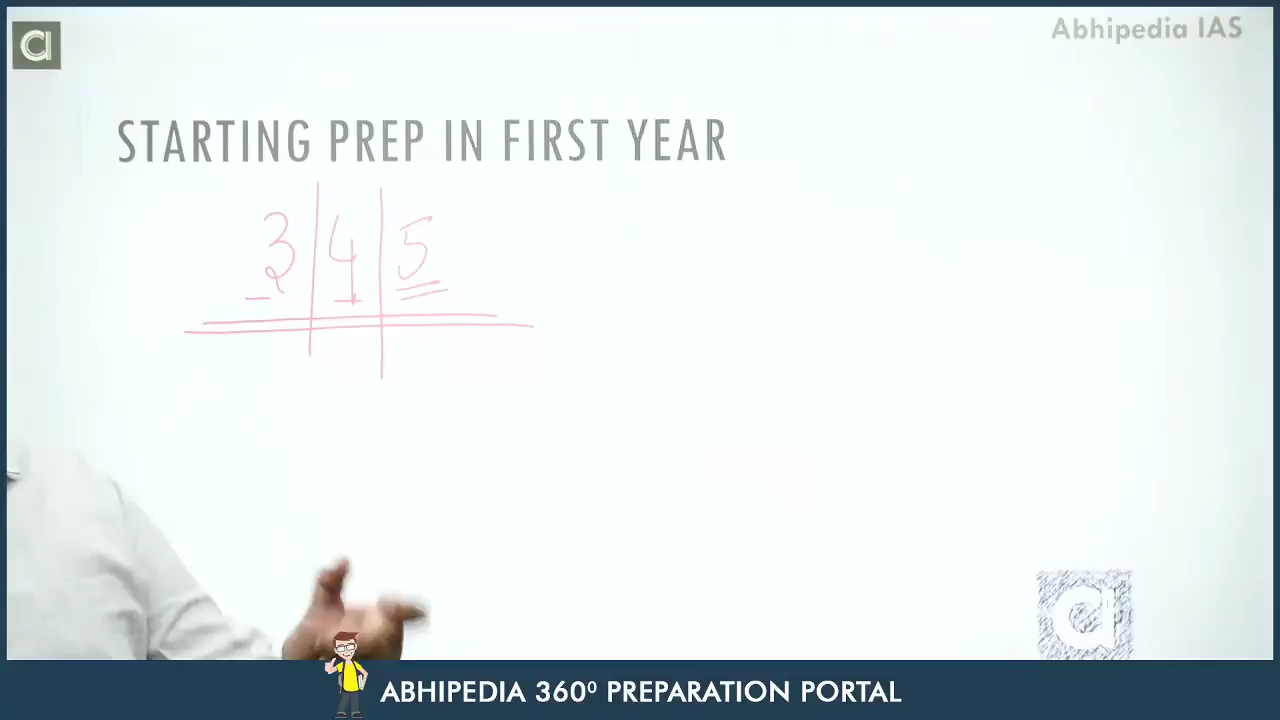 Abhipedia IAS
STARTING PREP IN FIRST YEAR
3 4 5
ABHIPEDIA 360⁰ PREPARATION PORTAL